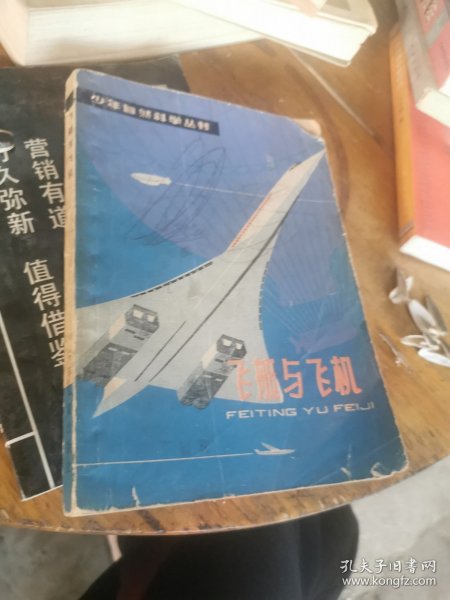 少年自然科学丛书
飞艇与飞机
FEITING YU FEIJI
营销有道
值得借鉴
久弥新
孔夫子旧书网
www.kongfz.com